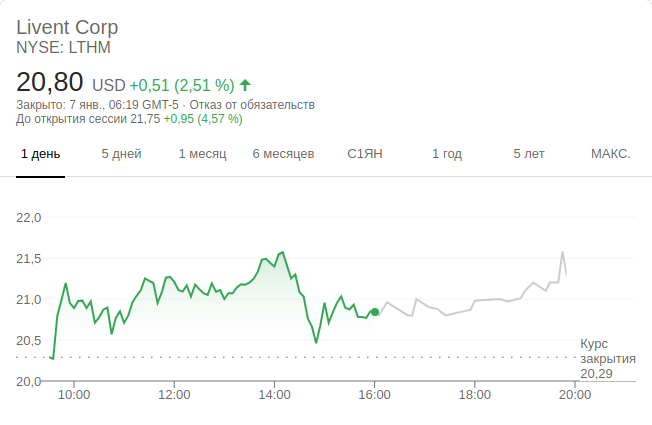 Livent Corp
NYSE: LTHM
20,80 USD +0,51 (2,51 %)
Закрыто: 7 янв., 06:19 GMT-5 · Отказ от обязательств
До открытия сессии 21,75 +0,95 (4,57 %)
1 день 5 дней 1 месяц 6 месяцев С1ЯН 1 год 5 лет МАКС.
22,0
21,5
21,0
20,5
20,0
Курс
закрытия
20,29
10:00 12:00 14:00 16:00 18:00 20:00